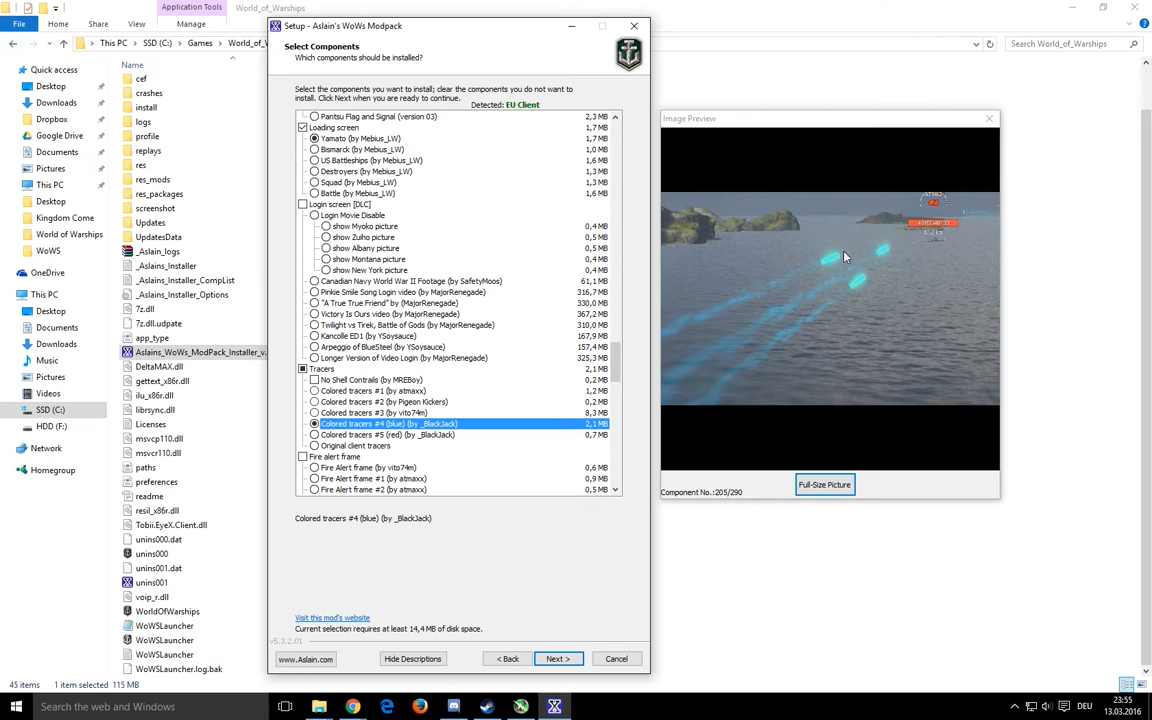 Application Tools
World_of_Warships
File
Home
Share
View
Manage
This PC
SSD (C:)
Games
World_of_W
Search World_of_Warships
Quick access
Desktop
Downloads
Dropbox
Google Drive
Documents
Pictures
This PC
Desktop
Kingdom Come
World of Warships
WoWS
OneDrive
This PC
Desktop
Documents
Downloads
Music
Pictures
Videos
SSD (C:)
HDD (F:)
Network
Homegroup
Name
cef
crashes
install
logs
profile
replays
res
res_mods
res_packages
screenshot
Updates
UpdatesData
_Aslain_logs
_Aslains_Installer
_Aslains_Installer_CompList
_Aslains_Installer_Options
7z.dll
7z.dll.udpate
app_type
Aslains_WoWs_ModPack_Installer_v.
DeltaMAX.dll
gettext_x86r.dll
ilu_x86r.dll
librsync.dll
Licenses
msvcp110.dll
msvcr110.dll
paths
preferences
readme
resil_x86r.dll
Tobii.EyeX.Client.dll
unins000.dat
unins000
unins001.dat
unins001
voip_r.dll
WorldOfWarships
WoWSLauncher
WoWSLauncher
WoWSLauncher
WoWSLauncher.log.bak
45 items
1 item selected
115 MB
Setup - Aslain's WoWs Modpack
Select Components
Which components should be installed?
Select the components you want to install; clear the components you do not want to
install. Click Next when you are ready to continue.
Detected: EU Client
Pantsu Flag and Signal (version 03) 2,3 MB
Loading screen 1,7 MB
Yamato (by Mebius_LW) 1,7 MB
Bismarck (by Mebius_LW) 1,0 MB
US Battleships (by Mebius_LW) 1,6 MB
Destroyers (by Mebius_LW) 1,3 MB
Squad (by Mebius_LW) 1,3 MB
Battle (by Mebius_LW) 1,6 MB
Login screen [DLC]
Login Movie Disable
show Myoko picture 0,4 MB
show Zuiho picture 0,5 MB
show Albany picture 0,4 MB
show Montana picture 0,4 MB
show New York picture 0,4 MB
Canadian Navy World War II Footage (by SafetyMoos) 61,1 MB
Pinkie Smile Song Login video (by MajorRenegade) 316,7 MB
"A True True Friend" by (MajorRenegade) 330,0 MB
Victory Is Ours video (by MajorRenegade) 317,2 MB
Twilight vs Tirek, Battle of Gods (by MajorRenegade) 310,0 MB
Kancolle ED1 (by YSoysauce) 167,9 MB
Arpeggio of BlueSteel (by YSoysauce) 157,4 MB
Longer Version of Video Login (by MajorRenegade) 325,3 MB
Tracers 2,1 MB
No Shell Contrails (by MREBoy) 0,2 MB
Colored tracers #1 (by atmaxx) 1,2 MB
Colored tracers #2 (by Pigeon Kickers) 0,2 MB
Colored tracers #3 (by vito74m) 8,3 MB
Colored tracers #4 (blue) (by _BlackJack) 2,1 MB
Colored tracers #5 (red) (by _BlackJack) 0,7 MB
Original client tracers
Fire alert frame
Fire Alert frame (by vito74m) 0,6 MB
Fire Alert frame #1 (by atmaxx) 0,9 MB
Fire Alert frame #2 (by atmaxx) 0,5 MB
Colored tracers #4 (blue) (by _BlackJack)
Visit this mod's website
Current selection requires at least 14,4 MB of disk space.
v5.3.2.01
www.Aslain.com
Hide Descriptions
< Back
Next >
Cancel
Image Preview
Component No.:205/290
Full-Size Picture
Search the web and Windows
DEU
23:55
13.03.2016